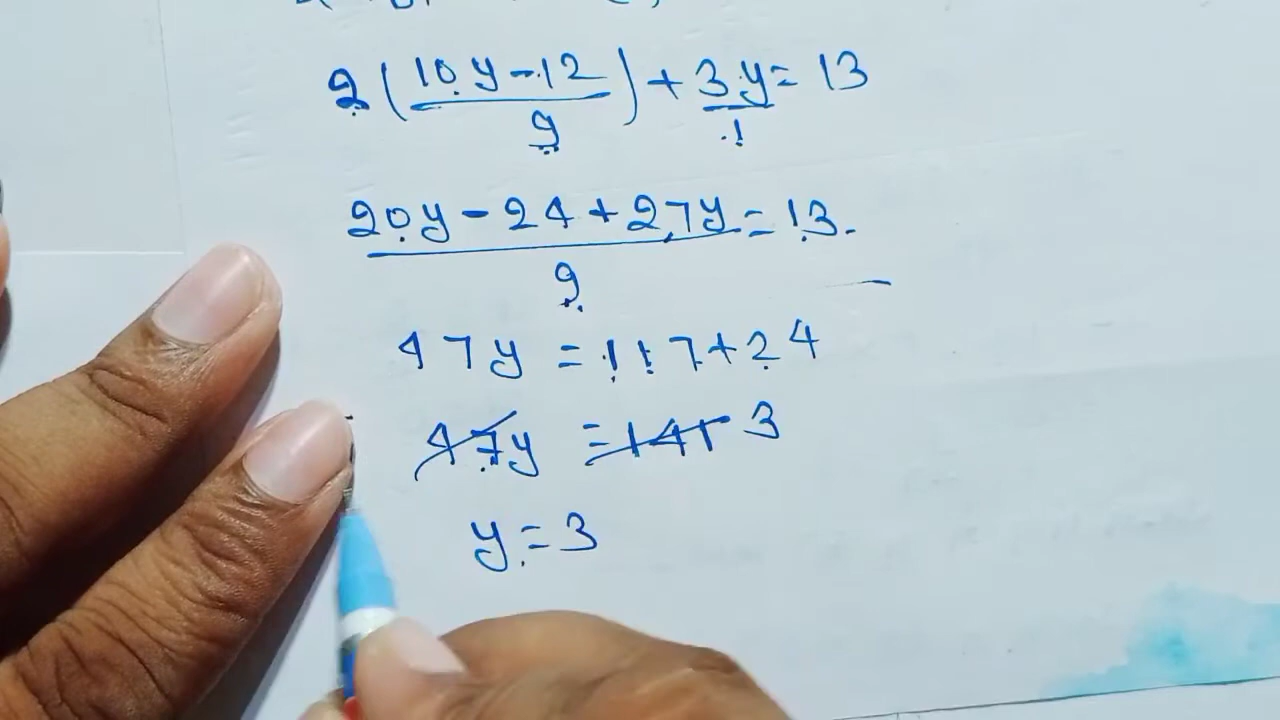 2(10y-12/9)+3y/1=13
20y-24+27y/9=13.
47y=117+24
47y=141 3
y=3